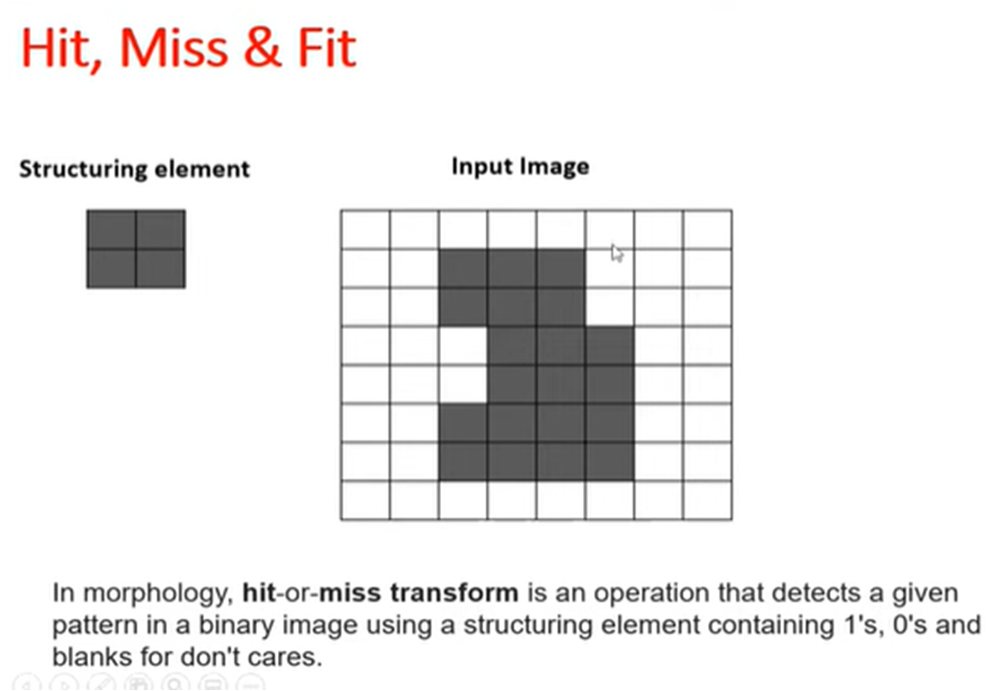 Hit, Miss & Fit
Structuring element
Input Image
In morphology, hit-or-miss transform is an operation that detects a given
pattern in a binary image using a structuring element containing 1's, 0's and
blanks for don't cares.